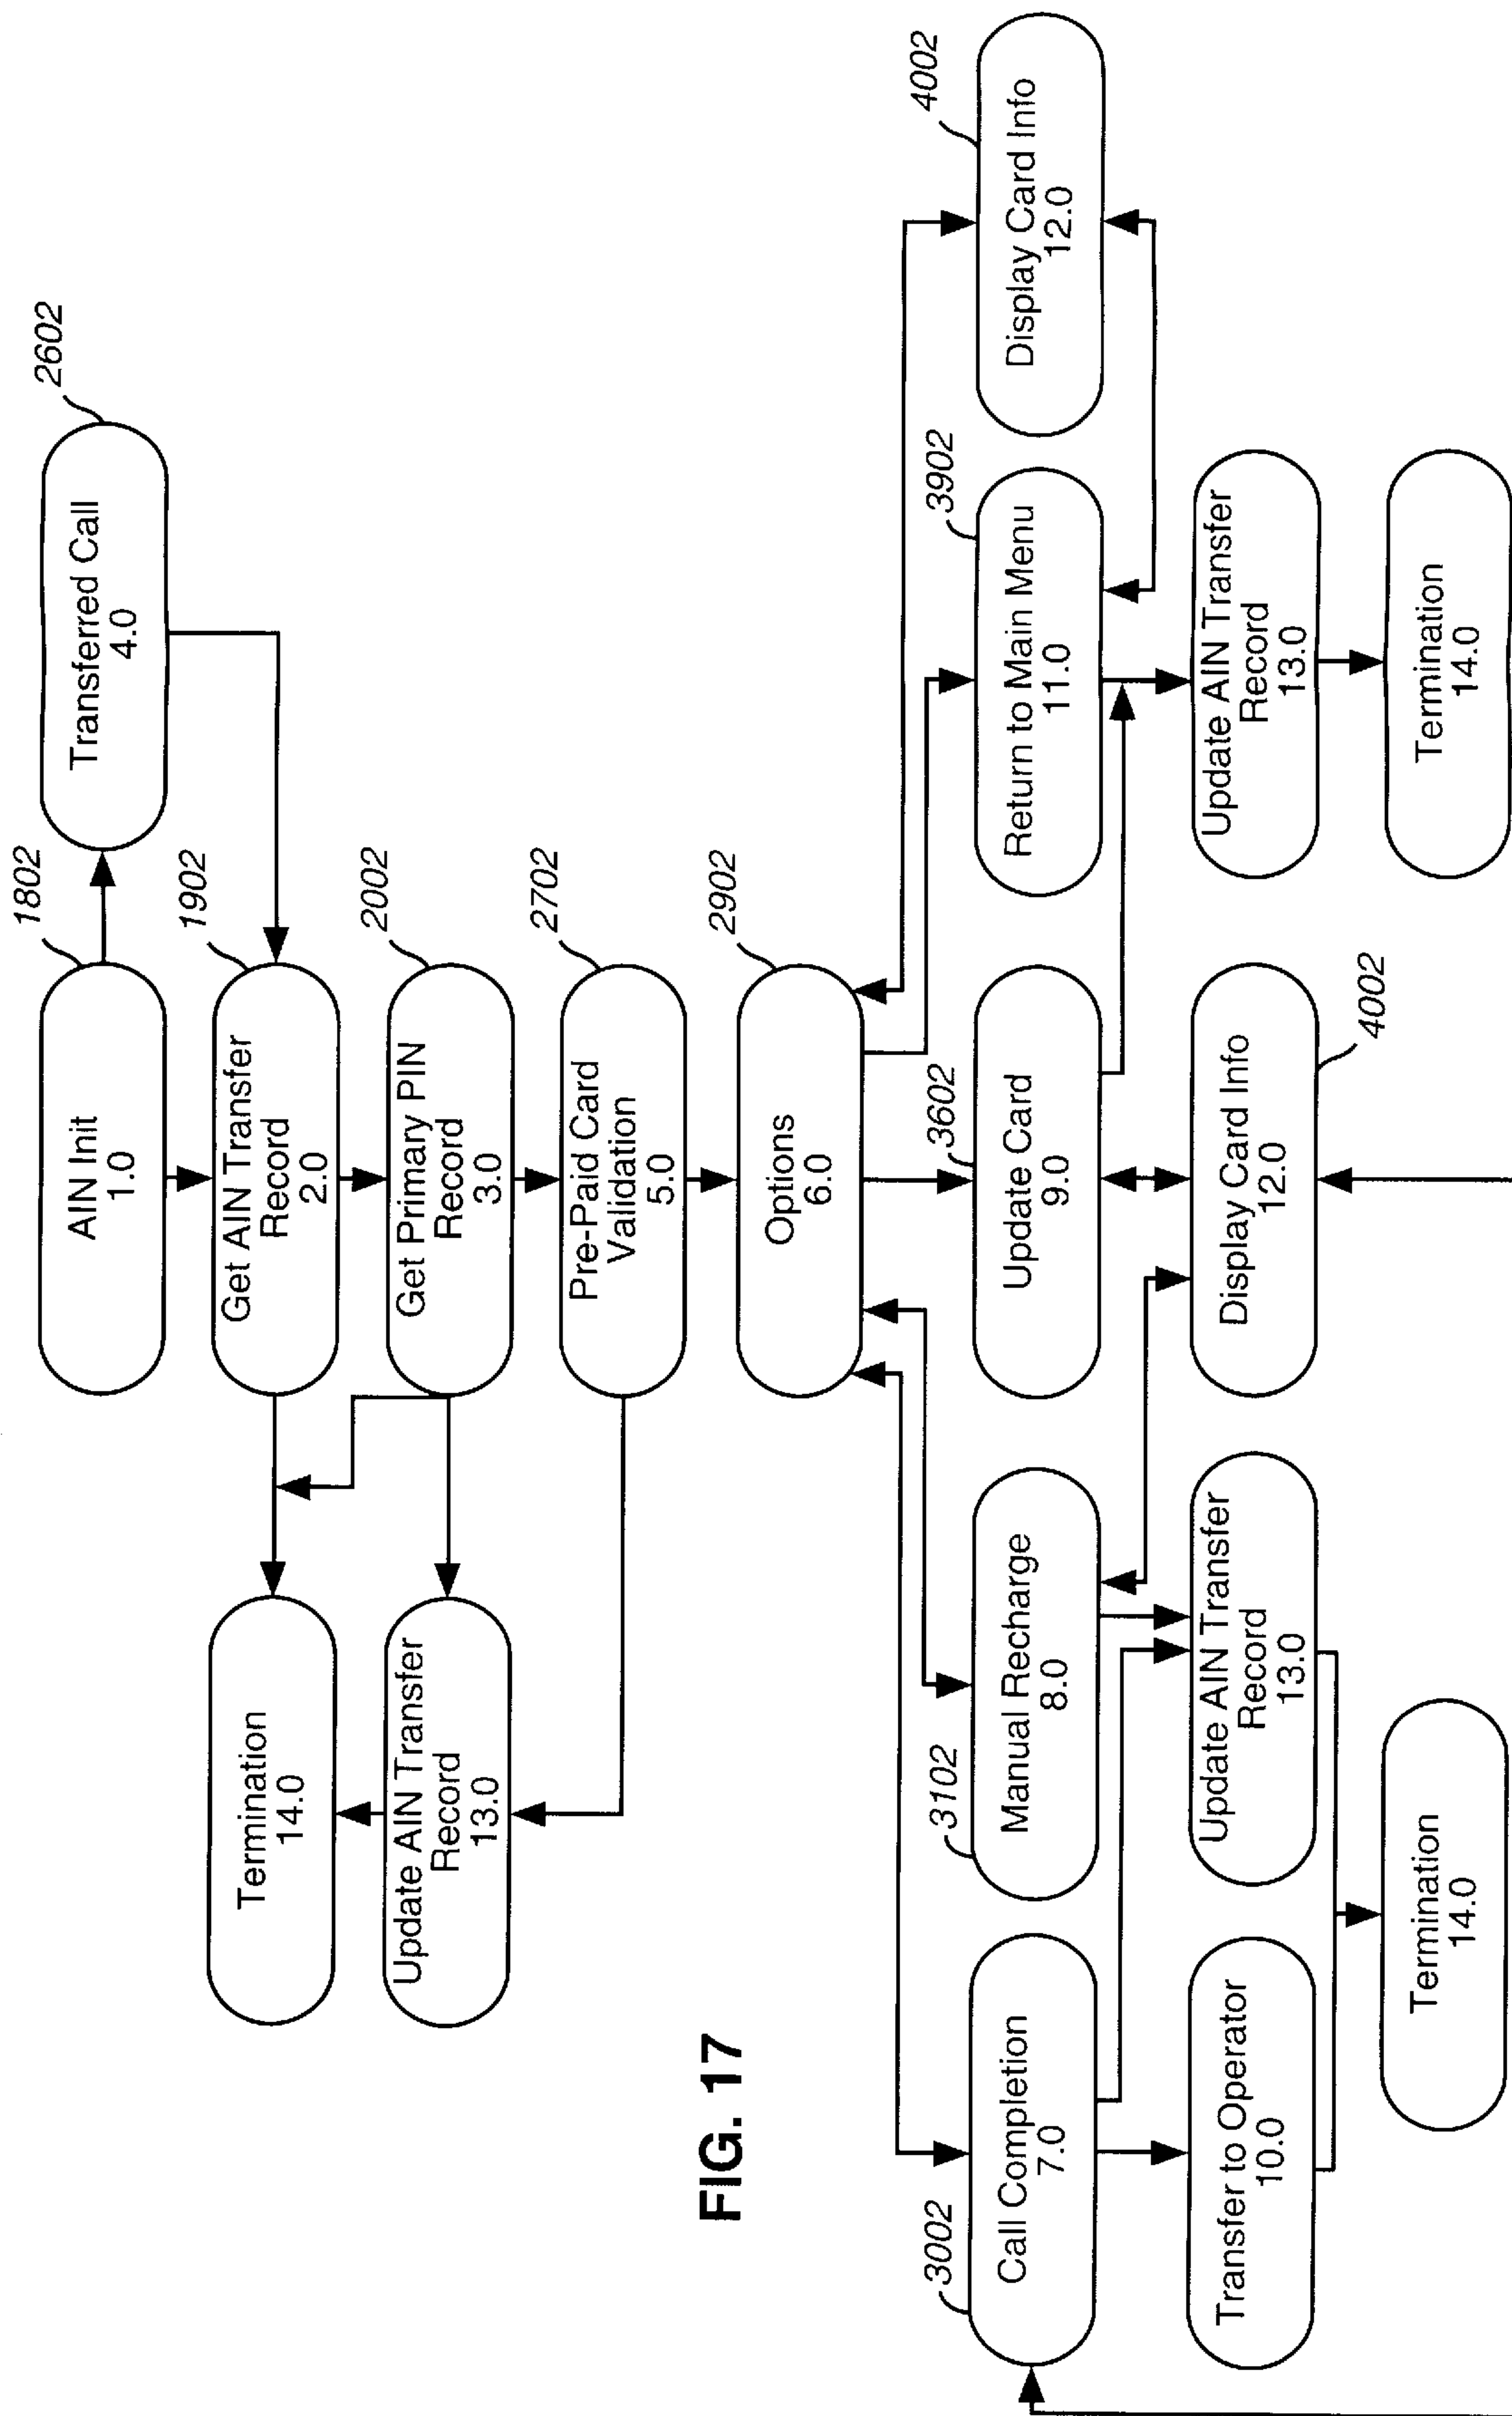 1802
AIN Init
1.0
2602
Transferred Call
4.0
1902
Get AIN Transfer
Record
2.0
Termination
14.0
2002
Get Primary PIN
Record
3.0
Update AIN Transfer
Record
13.0
2702
Pre-Paid Card
Validation
5.0
FIG. 17
2902
Options
6.0
3002
Call Completion
7.0
3102
Manual Recharge
8.0
3602
Update Card
9.0
3902
Return to Main Menu
11.0
4002
Display Card Info
12.0
Transfer to Operator
10.0
Update AIN Transfer
Record
13.0
Display Card Info
12.0
4002
Update AIN Transfer
Record
13.0
Termination
14.0
Termination
14.0